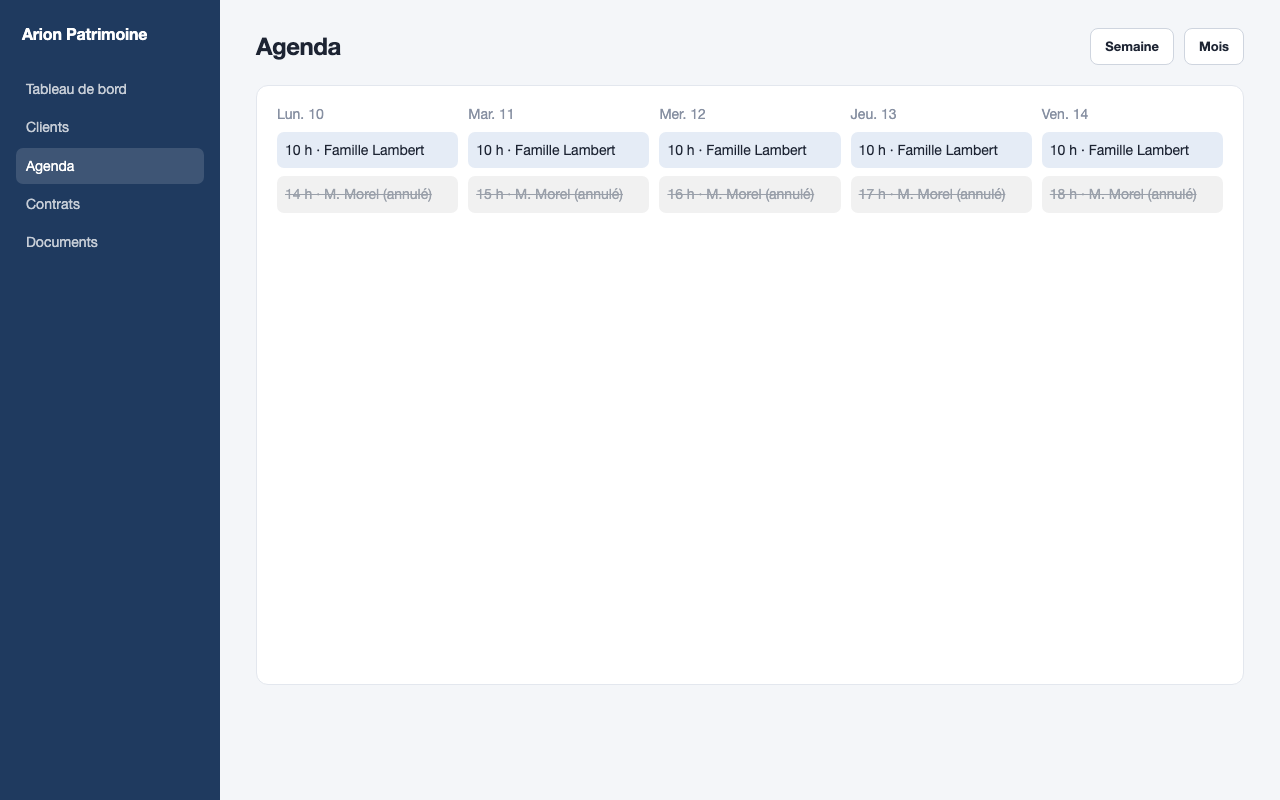 Arion Patrimoine
Tableau de bord
Clients
Agenda
Contrats
Documents
Agenda
Semaine
Mois
Lun. 10
10 h · Famille Lambert
14 h · M. Morel (annulé)
Mar. 11
10 h · Famille Lambert
15 h · M. Morel (annulé)
Mer. 12
10 h · Famille Lambert
16 h · M. Morel (annulé)
Jeu. 13
10 h · Famille Lambert
17 h · M. Morel (annulé)
Ven. 14
10 h · Famille Lambert
18 h · M. Morel (annulé)